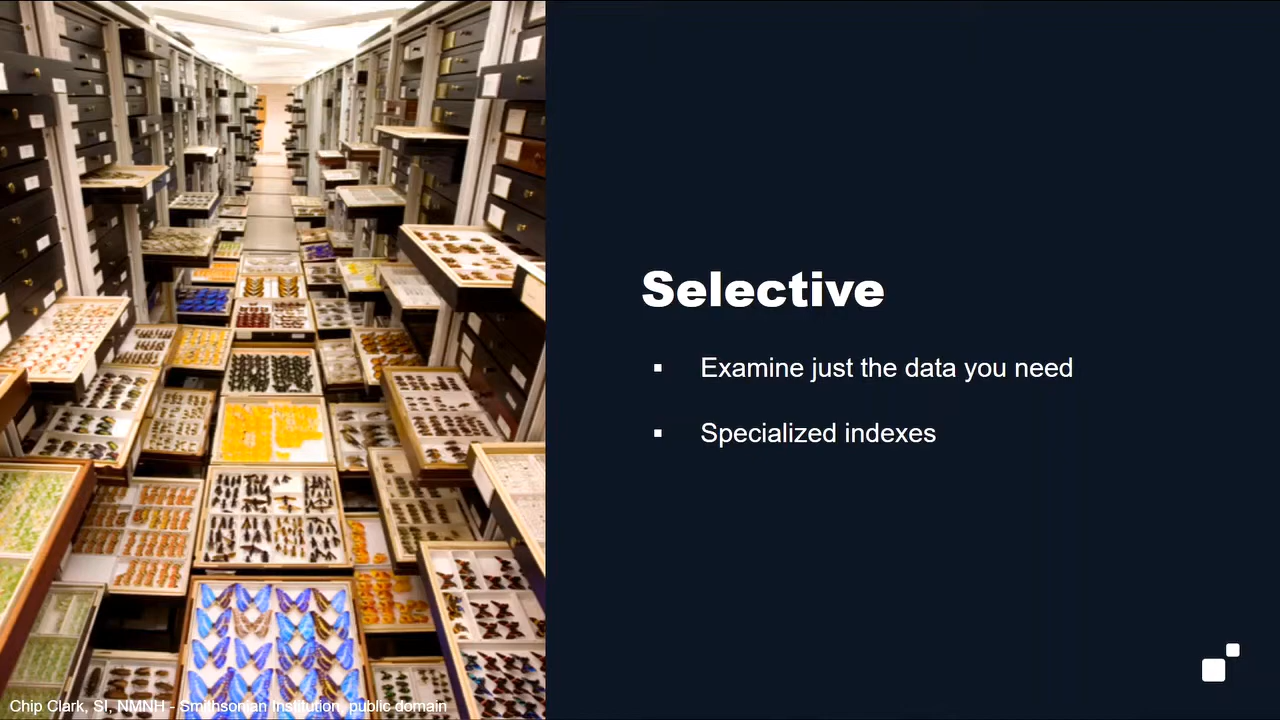 Selective
▪ Examine just the data you need
▪ Specialized indexes
Chip Clark, SI, NMNH - Smithsonian Institution, public domain